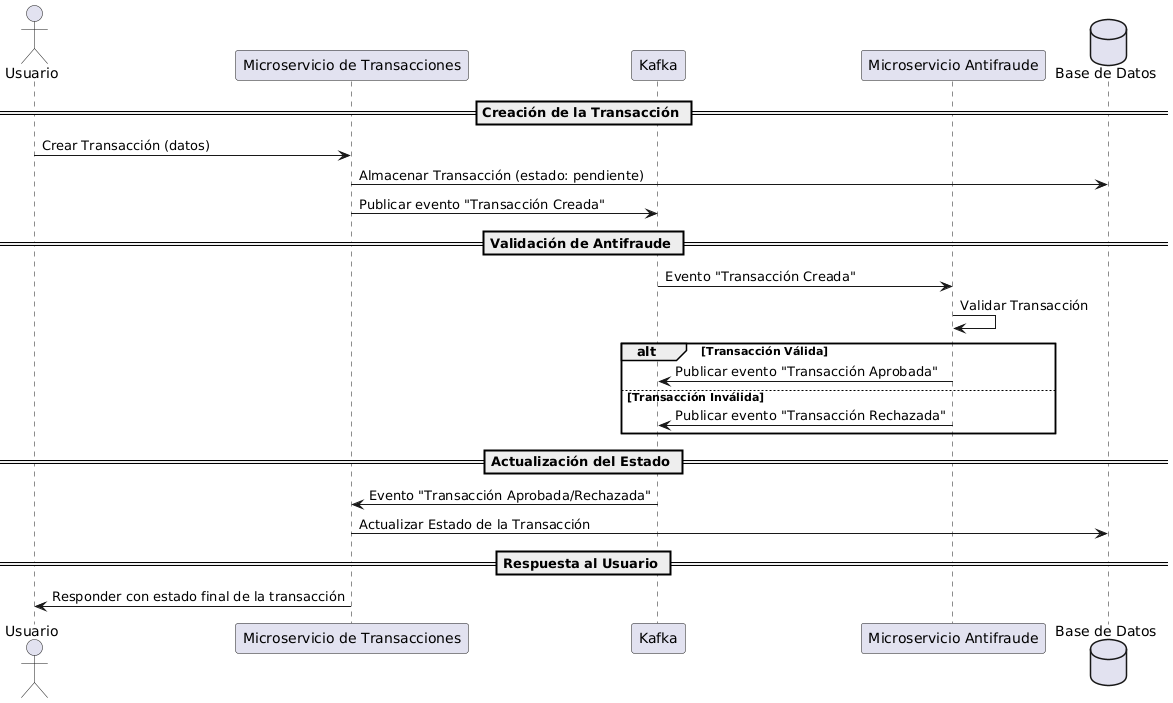 Usuario
Microservicio de Transacciones
Kafka
Microservicio Antifraude
Base de Datos
Creación de la Transacción
Crear Transacción (datos)
Almacenar Transacción (estado: pendiente)
Publicar evento "Transacción Creada"
Validación de Antifraude
Evento "Transacción Creada"
Validar Transacción
alt
[Transacción Válida]
Publicar evento "Transacción Aprobada"
[Transacción Inválida]
Publicar evento "Transacción Rechazada"
Actualización del Estado
Evento "Transacción Aprobada/Rechazada"
Actualizar Estado de la Transacción
Respuesta al Usuario
Responder con estado final de la transacción
Usuario
Microservicio de Transacciones
Kafka
Microservicio Antifraude
Base de Datos